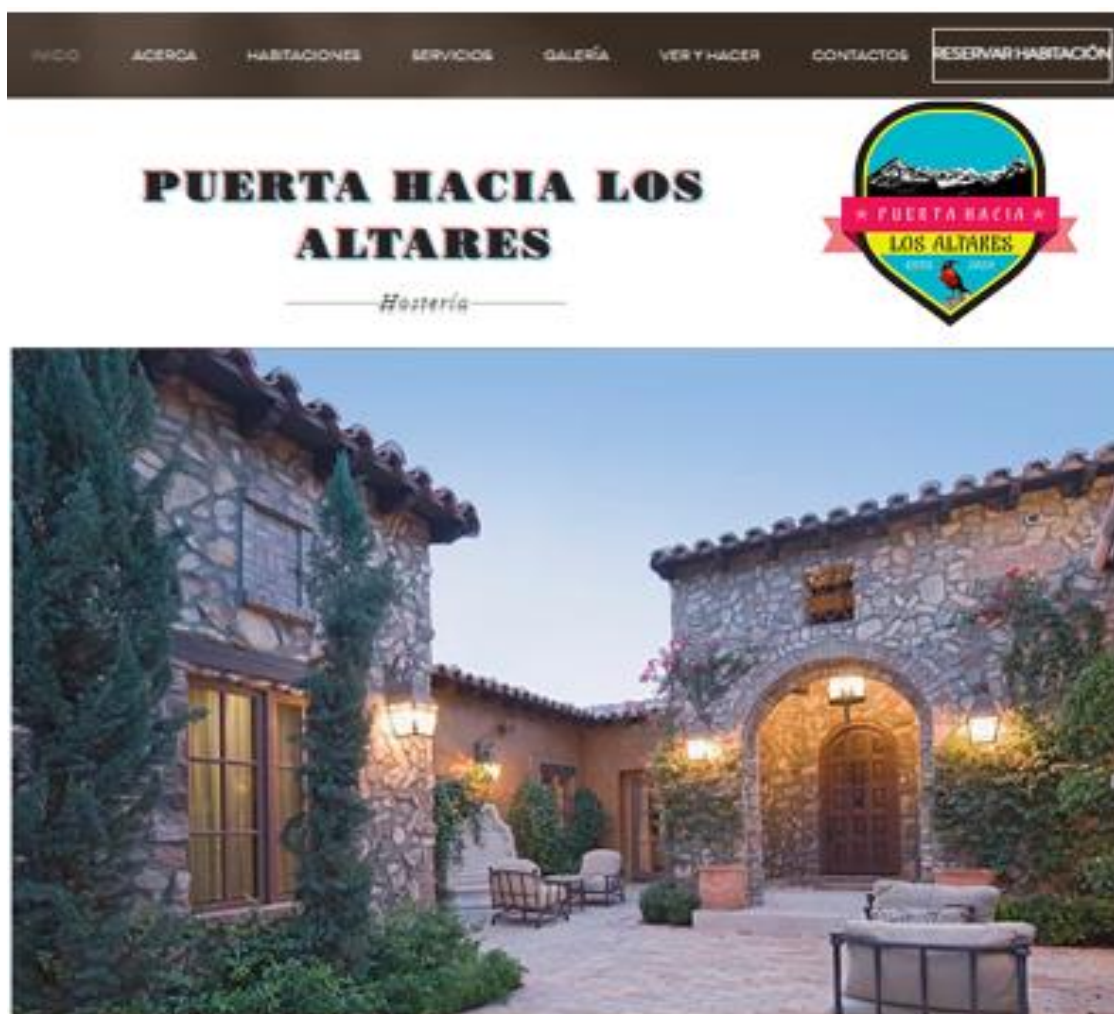 INICIO
ACERCA
HABITACIONES
SERVICIOS
GALERÍA
VER Y HACER
CONTACTOS
RESERVAR HABITACIÓN
PUERTA HACIA LOS
ALTARES
Hostería
PUERTA HACIA
LOS ALTARES